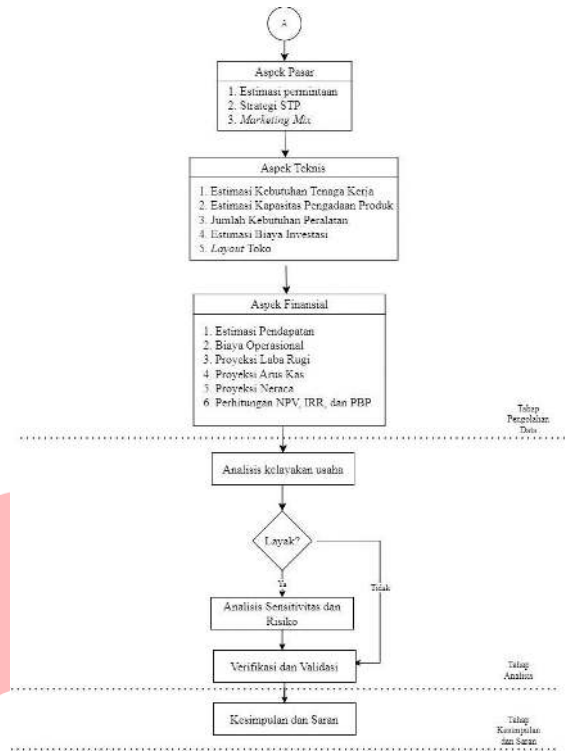 A
Aspek Pasar
1. Estimasi permintaan
2. Strategi STP
3. Marketing Mix
Aspek Teknis
1. Estimasi Kebutuhan Tenaga Kerja
2. Estimasi Kapasitas Pengadaan Produk
3. Jumlah Kebutuhan Peralatan
4. Estimasi Biaya Investasi
5. Layout Toko
Aspek Finansial
1. Estimasi Pendapatan
2. Biaya Operasional
3. Proyeksi Laba Rugi
4. Proyeksi Arus Kas
5. Proyeksi Neraca
6. Perhitungan NPV, IRR, dan PBP
Tahap
Pengolahan
Data
Analisis kelayakan usaha
Layak?
Ya
Tidak
Analisis Sensitivitas dan
Risiko
Verifikasi dan Validasi
Tahap
Analisis
Kesimpulan dan Saran
Tahap
Kesimpulan
dan Saran